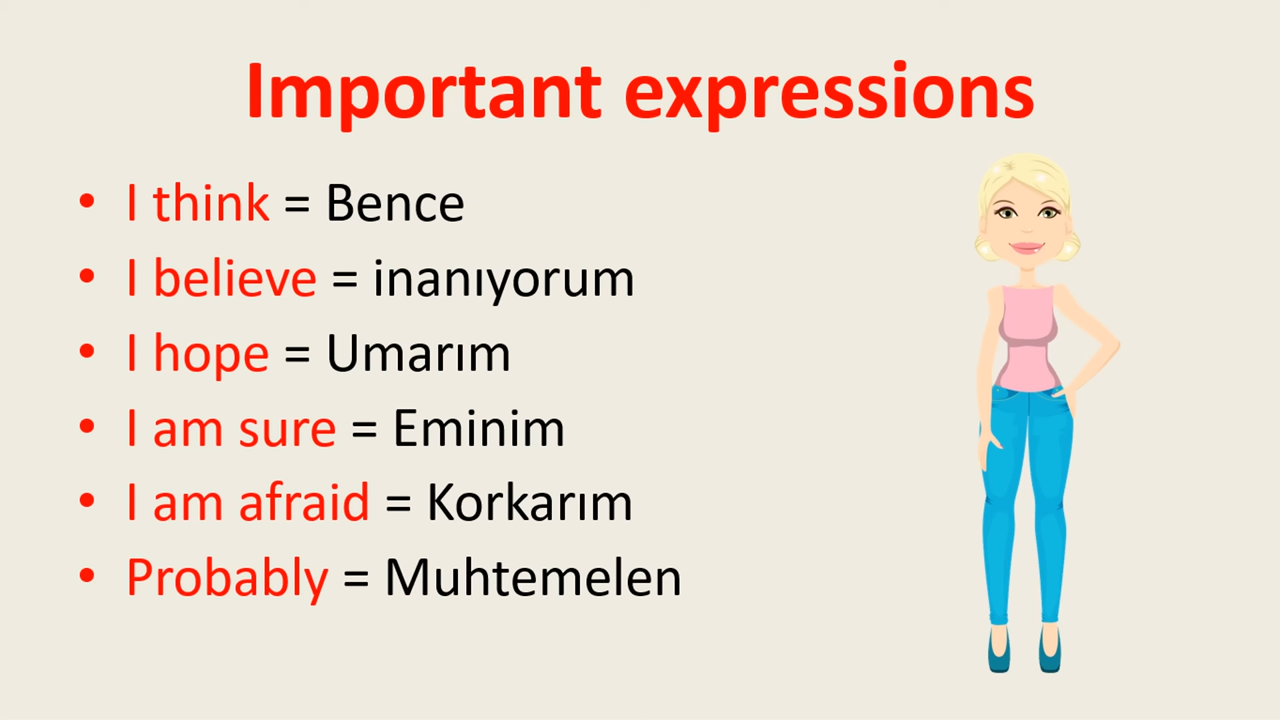 Important expressions
• I think = Bence
• I believe = inanıyorum
• I hope = Umarım
• I am sure = Eminim
• I am afraid = Korkarım
• Probably = Muhtemelen